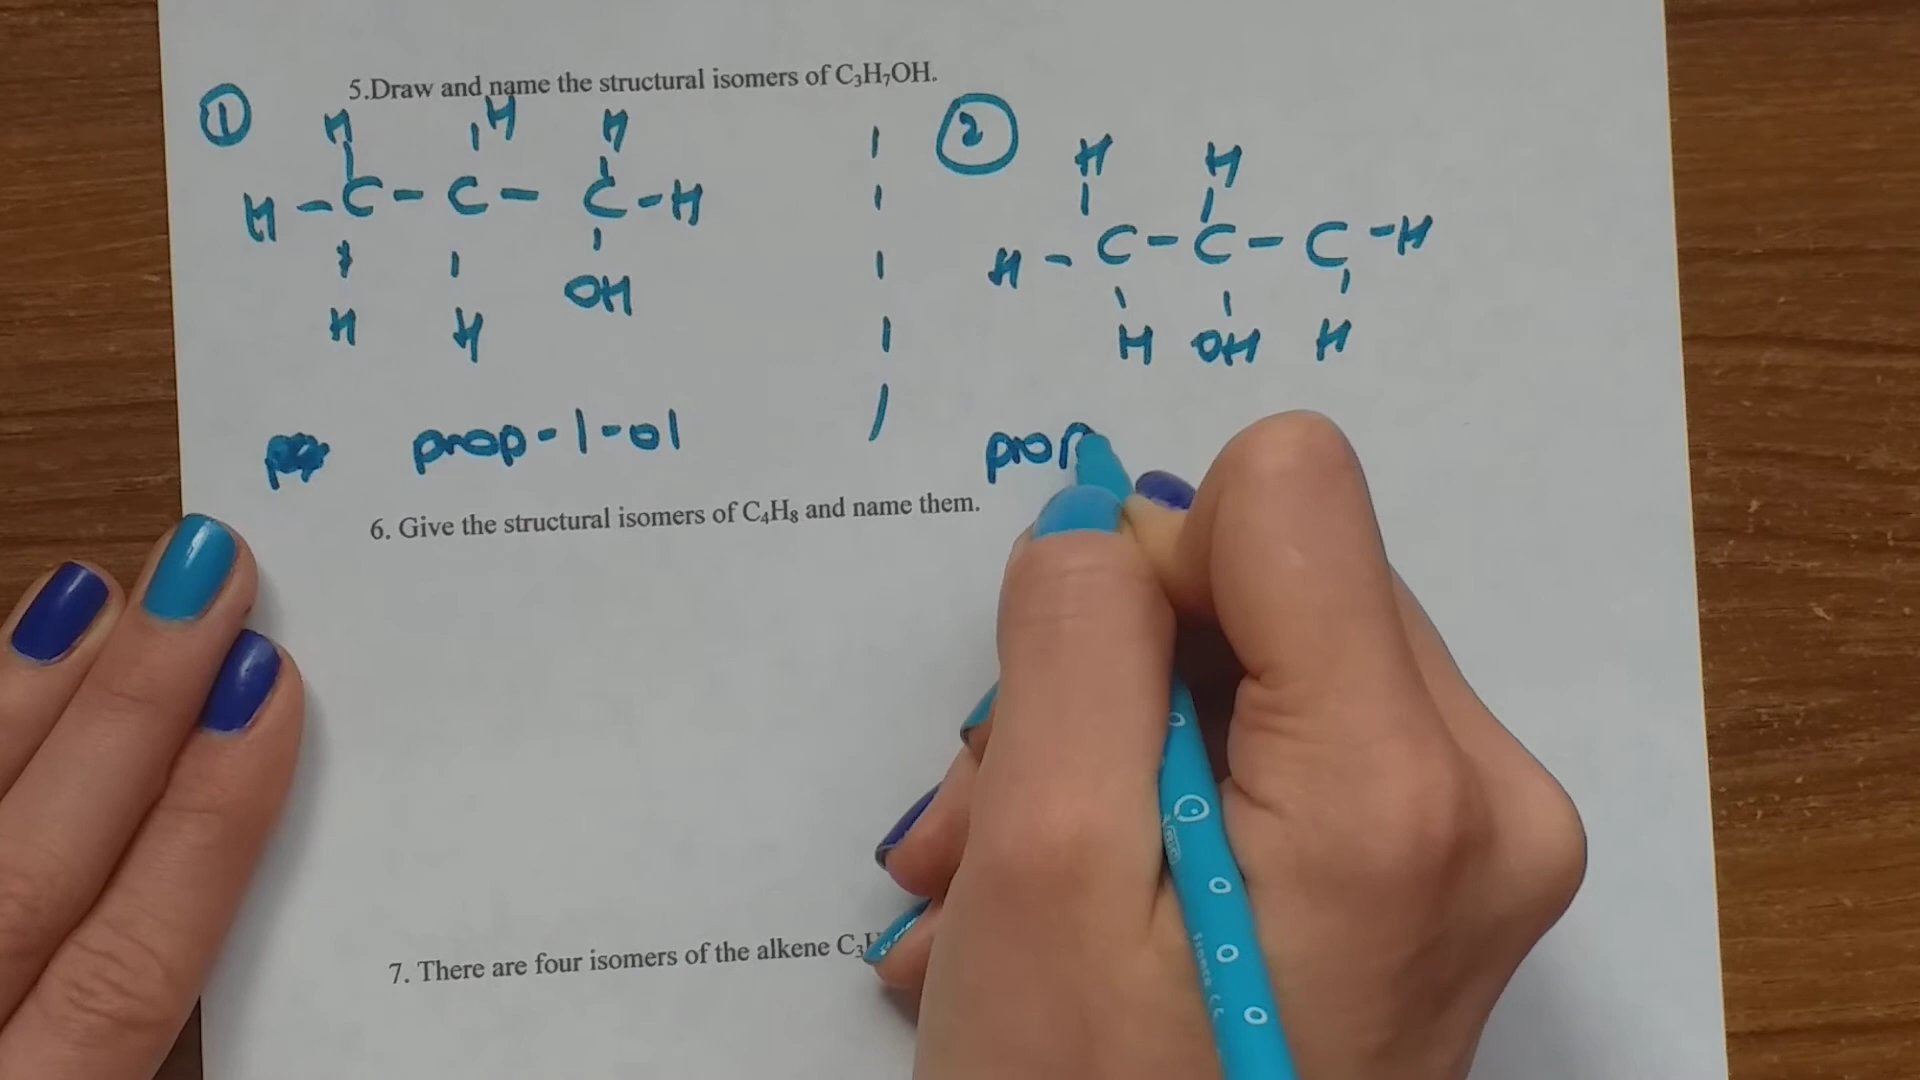 5.Draw and name the structural isomers of C₃H₇OH.
①
H H H
H - C - C - C - H
H H OH
prop-1-ol
②
H H
H - C - C - C - H
H OH H
prop
6. Give the structural isomers of C₄H₈ and name them.
7. There are four isomers of the alkene C₃